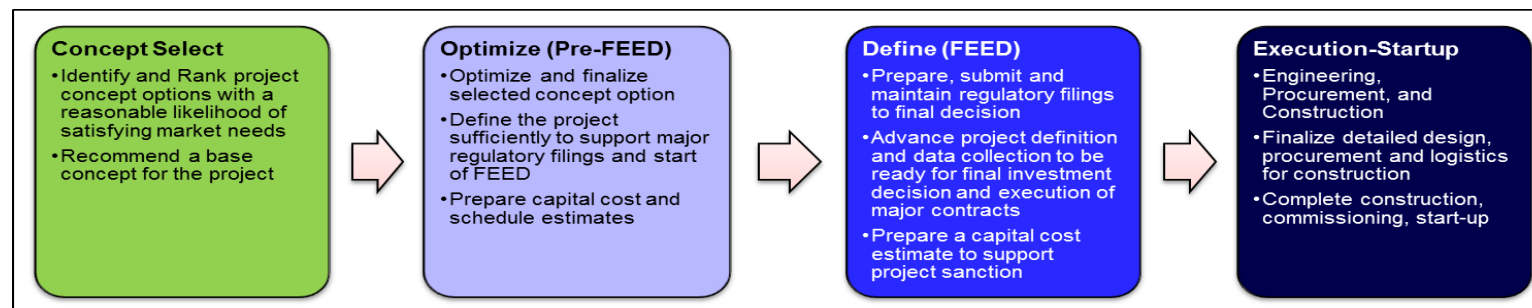 Concept Select
•Identify and Rank project
concept options with a
reasonable likelihood of
satisfying market needs
•Recommend a base
concept for the project
Optimize (Pre-FEED)
•Optimize and finalize
selected concept option
•Define the project
sufficiently to support major
regulatory filings and start
of FEED
•Prepare capital cost and
schedule estimates
Define (FEED)
•Prepare, submit and
maintain regulatory filings
to final decision
•Advance project definition
and data collection to be
ready for final investment
decision and execution of
major contracts
•Prepare a capital cost
estimate to support
project sanction
Execution-Startup
•Engineering,
Procurement, and
Construction
•Finalize detailed design,
procurement and logistics
for construction
•Complete construction,
commissioning, start-up